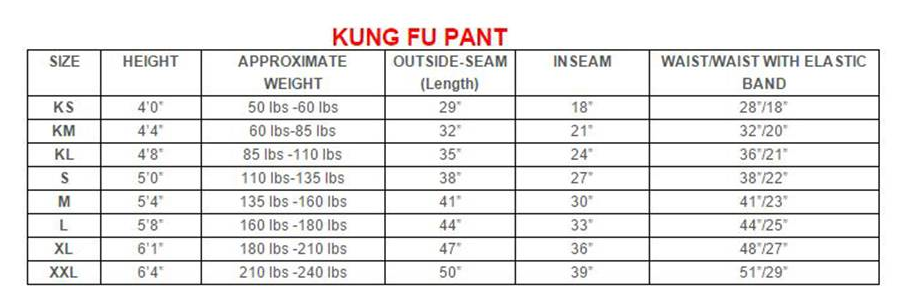 KUNG FU PANT
SIZE HEIGHT APPROXIMATE WEIGHT OUTSIDE-SEAM (Length) INSEAM WAIST/WAIST WITH ELASTIC BAND
KS 4’0” 50 lbs -60 lbs 29” 18” 28”/18”
KM 4’4” 60 lbs-85 lbs 32” 21” 32”/20”
KL 4’8” 85 lbs -110 lbs 35” 24” 36”/21”
S 5’0” 110 lbs-135 lbs 38” 27” 38”/22”
M 5’4” 135 lbs -160 lbs 41” 30” 41”/23”
L 5’8” 160 lbs -180 lbs 44” 33” 44”/25”
XL 6’1” 180 lbs -210 lbs 47” 36” 48”/27”
XXL 6’4” 210 lbs -240 lbs 50” 39” 51”/29”